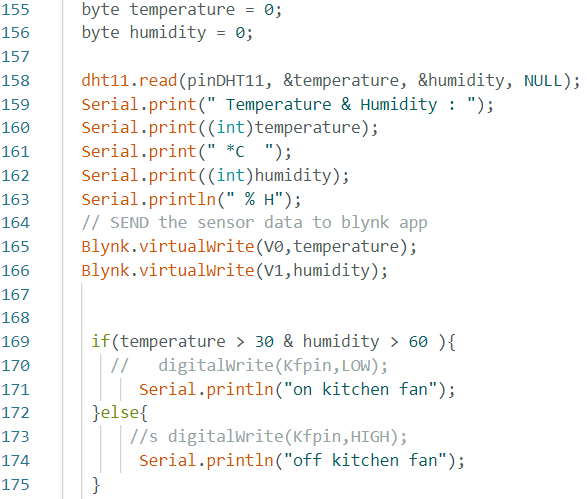 155 byte temperature = 0;
156 byte humidity = 0;
157
158 dht11.read(pinDHT11, &temperature, &humidity, NULL);
159 Serial.print(" Temperature & Humidity : ");
160 Serial.print((int)temperature);
161 Serial.print(" *C  ");
162 Serial.print((int)humidity);
163 Serial.println(" % H");
164 // SEND the sensor data to blynk app
165 Blynk.virtualWrite(V0,temperature);
166 Blynk.virtualWrite(V1,humidity);
167
168
169  if(temperature > 30 & humidity > 60 ){
170    //   digitalWrite(Kfpin,LOW);
171       Serial.println("on kitchen fan");
172  }else{
173      //s digitalWrite(Kfpin,HIGH);
174       Serial.println("off kitchen fan");
175  }